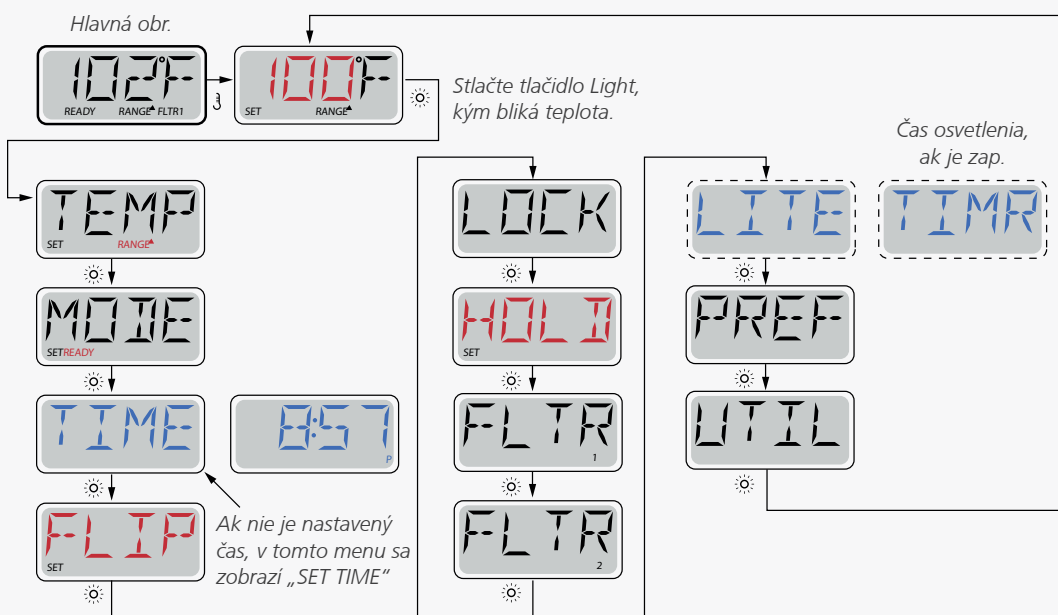 Hlavná obr.
102°F
READY RANGE FLTR1
100°F
SET RANGE
Stlačte tlačidlo Light,
kým bliká teplota.
TEMP
SET RANGE
MODE
SET READY
TIME
8:57
P
FLIP
SET
Ak nie je nastavený
čas, v tomto menu sa
zobrazí „SET TIME“
LOCK
HOLD
SET
FLTR
1
FLTR
2
Čas osvetlenia,
ak je zap.
LITE
TIMR
PREF
UTIL